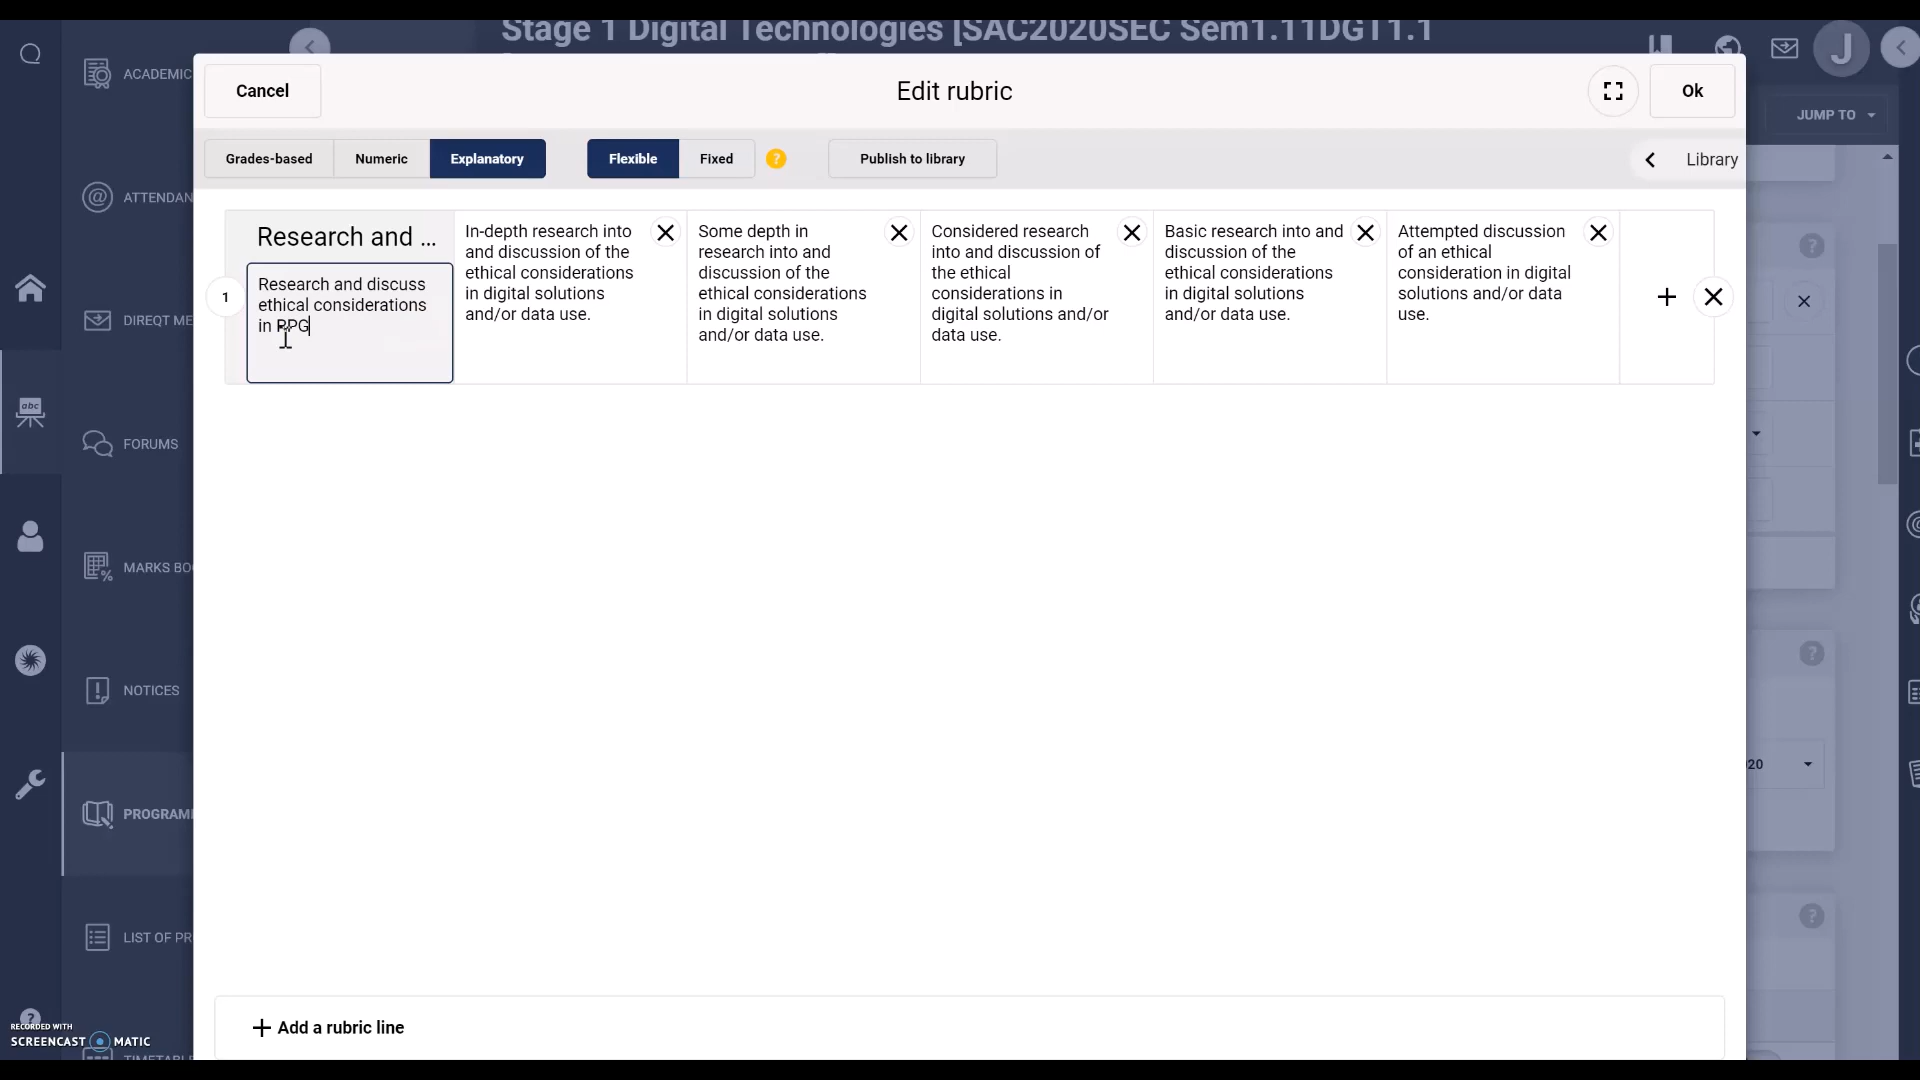 Stage 1 Digital Technologies [SAC2020SEC Sem1.11DGT1.1
J
JUMP TO
Cancel
Edit rubric
Ok
Grades-based
Numeric
Explanatory
Flexible
Fixed
?
Publish to library
Library
ACADEMIC
ATTENDAN
DIREQT ME
FORUMS
MARKS BO
NOTICES
PROGRAM
LIST OF PR
TIMETABL
abc
1
Research and ...
Research and discuss
ethical considerations
in PPG
In-depth research into
and discussion of the
ethical considerations
in digital solutions
and/or data use.
Some depth in
research into and
discussion of the
ethical considerations
in digital solutions
and/or data use.
Considered research
into and discussion of
the ethical
considerations in
digital solutions and/or
data use.
Basic research into and
discussion of the
ethical considerations
in digital solutions
and/or data use.
Attempted discussion
of an ethical
consideration in digital
solutions and/or data
use.
?
?
20
?
+ Add a rubric line
?
RECORDED WITH
SCREENCAST MATIC